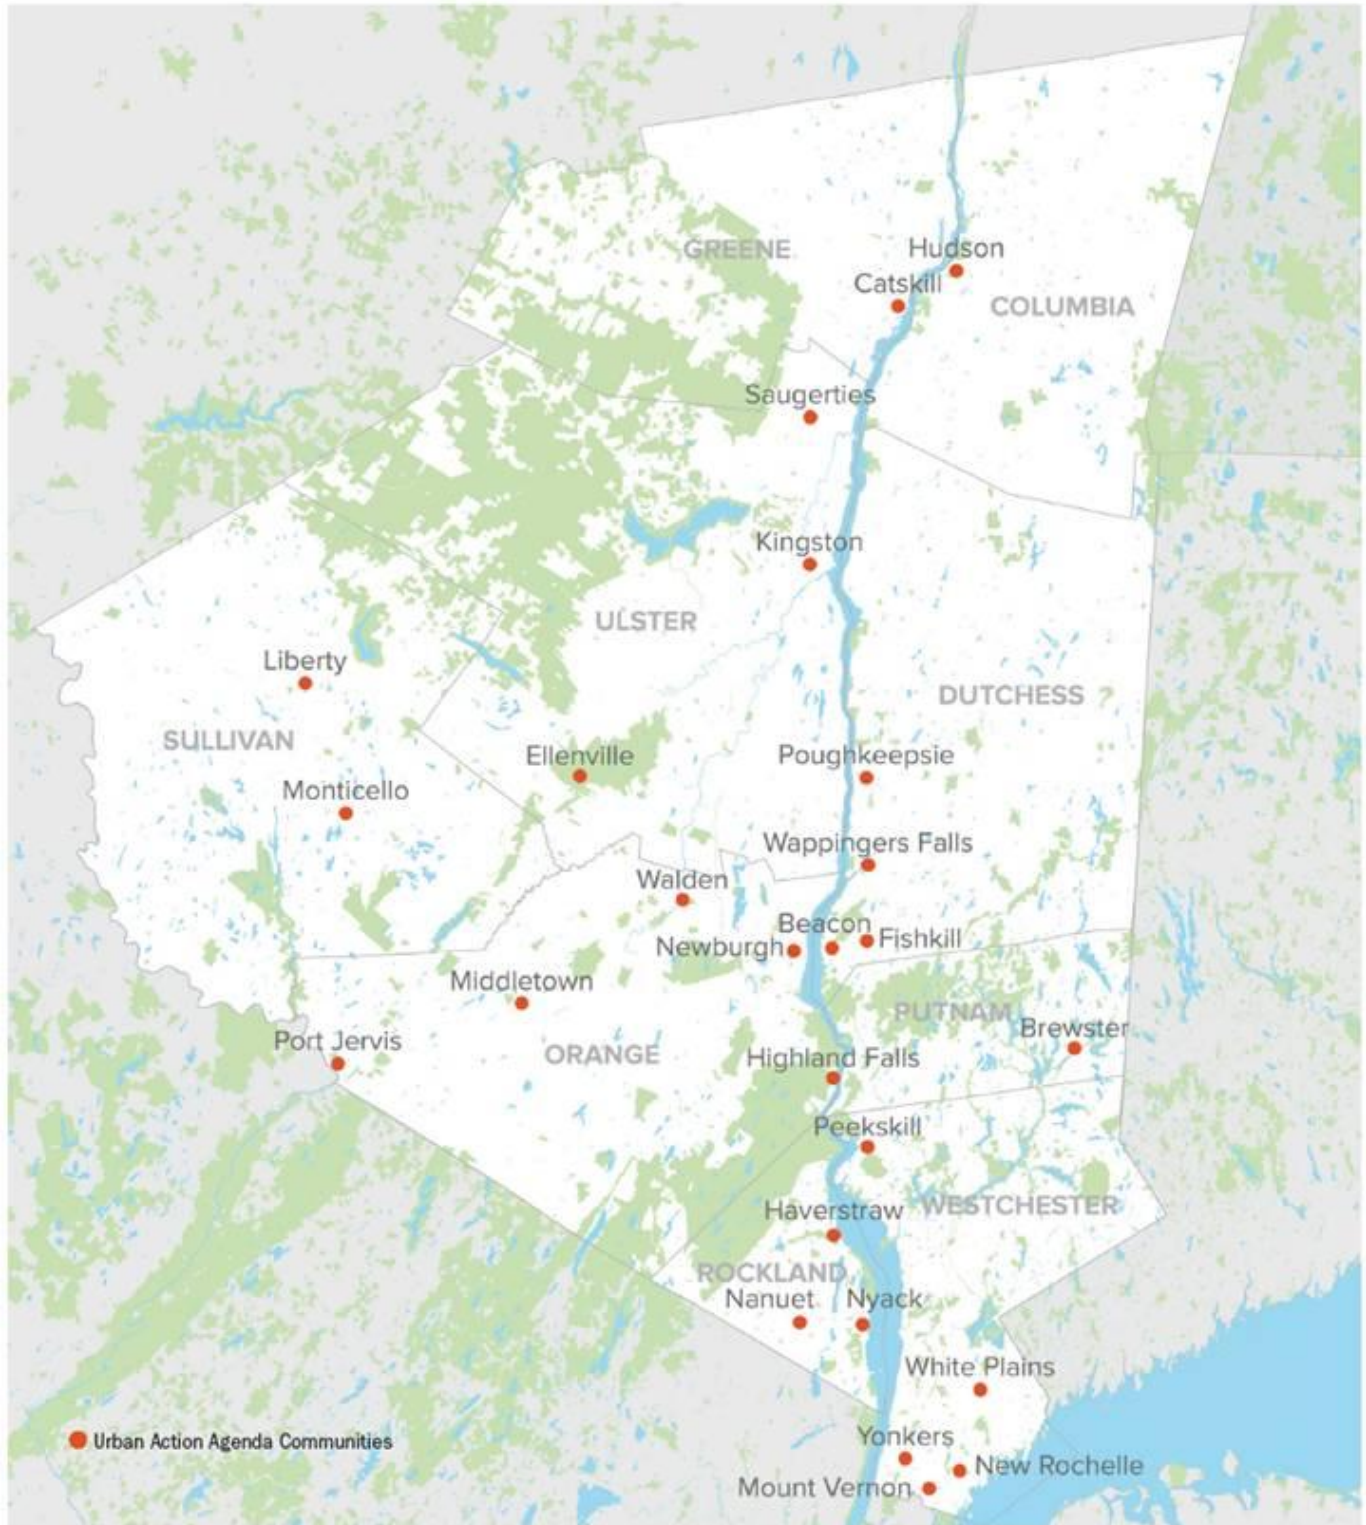 GREENE
Hudson
Catskill
COLUMBIA
Saugerties
Kingston
ULSTER
Liberty
DUTCHESS
SULLIVAN
Ellenville
Poughkeepsie
Monticello
Wappingers Falls
Walden
Beacon
Newburgh
Fishkill
Middletown
PUTNAM
Brewster
Port Jervis
ORANGE
Highland Falls
Peekskill
Haverstraw
WESTCHESTER
ROCKLAND
Nanuet
Nyack
White Plains
Yonkers
New Rochelle
Mount Vernon
Urban Action Agenda Communities